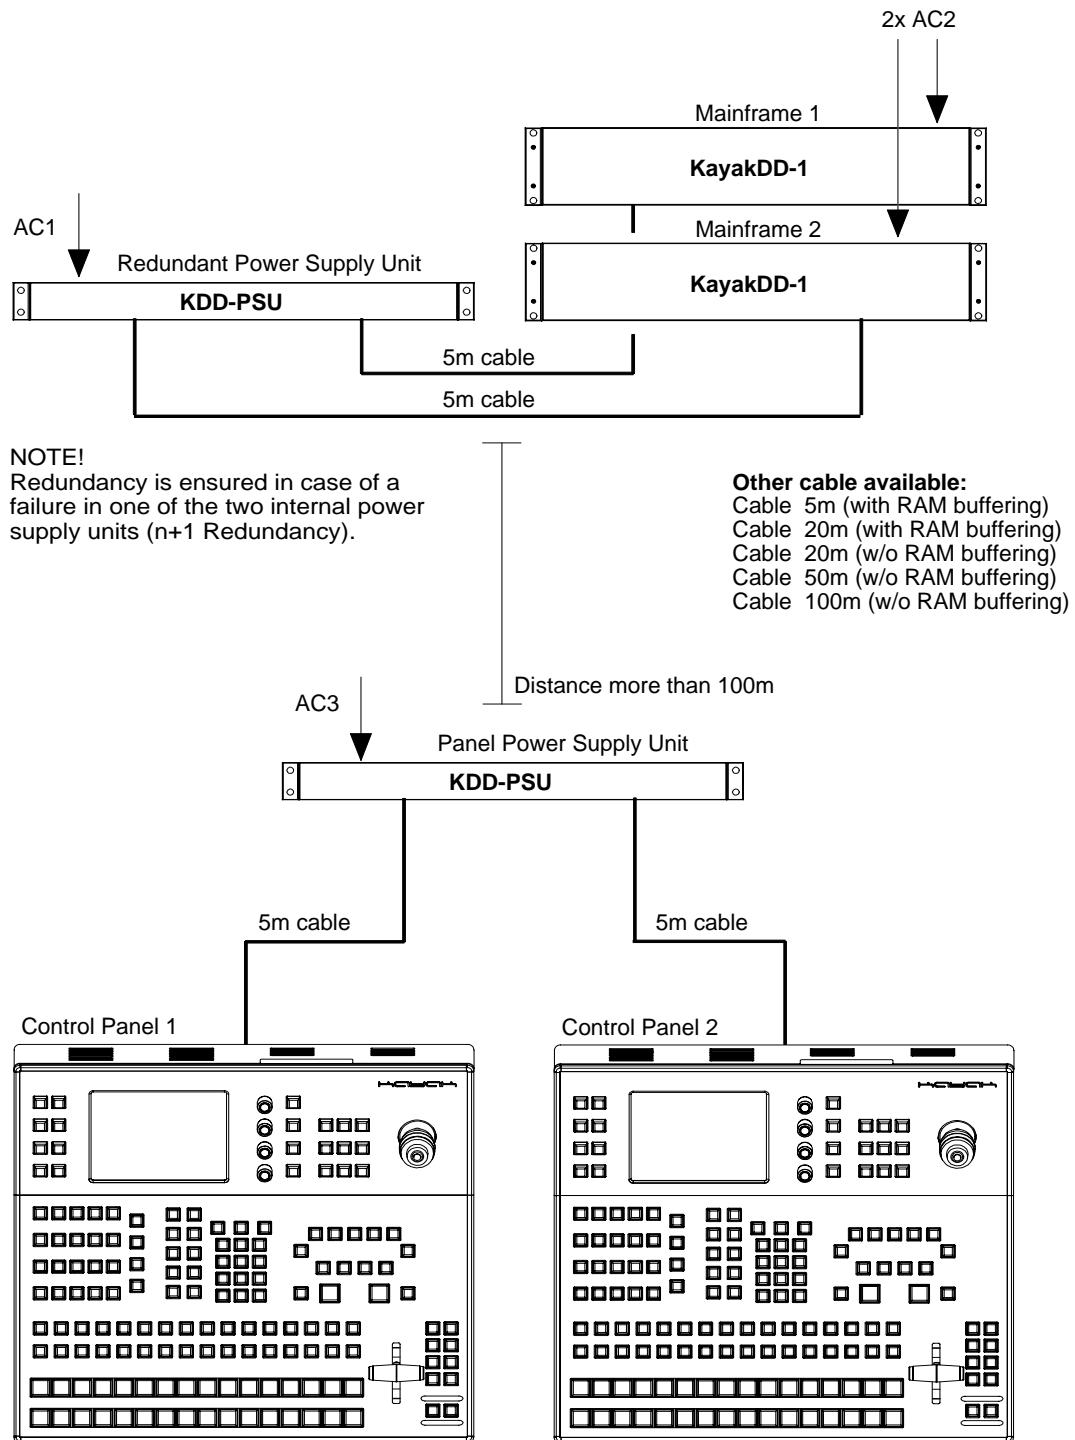 2x AC2
Mainframe 1
KayakDD-1
AC1
Mainframe 2
Redundant Power Supply Unit
KayakDD-1
KDD-PSU
5m cable
5m cable
NOTE!
Redundancy is ensured in case of a
failure in one of the two internal power
supply units (n+1 Redundancy).
Other cable available:
Cable 5m (with RAM buffering)
Cable 20m (with RAM buffering)
Cable 20m (w/o RAM buffering)
Cable 50m (w/o RAM buffering)
Cable 100m (w/o RAM buffering)
Distance more than 100m
AC3
Panel Power Supply Unit
KDD-PSU
5m cable
5m cable
Control Panel 1
Control Panel 2
KAYAK
KAYAK